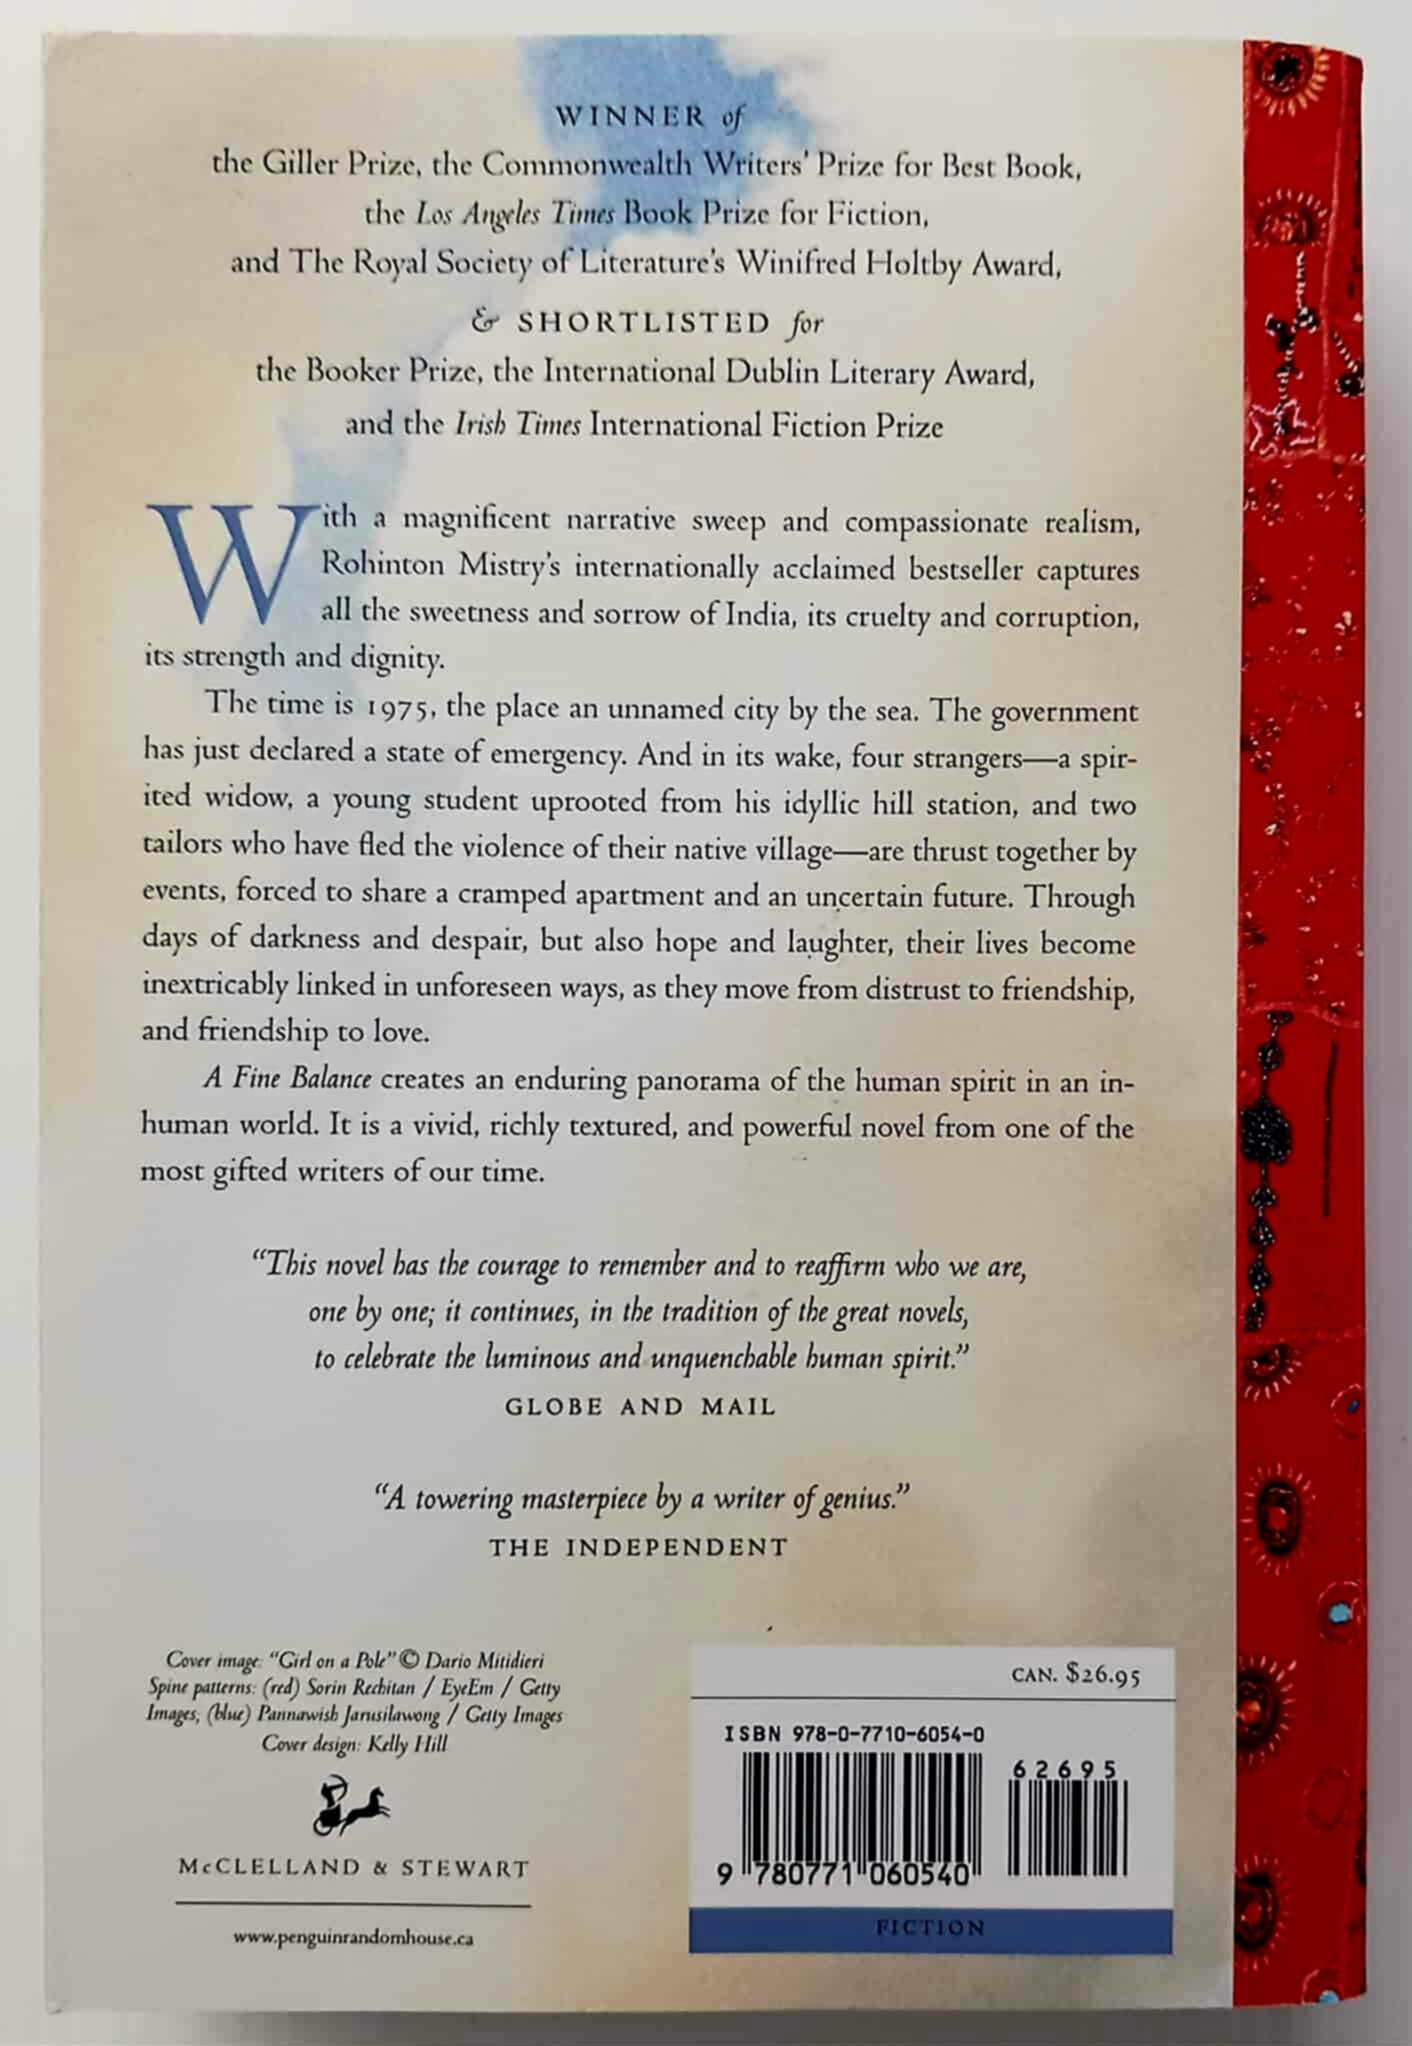 WINNER of
the Giller Prize, the Commonwealth Writers' Prize for Best Book,
the Los Angeles Times Book Prize for Fiction,
and The Royal Society of Literature's Winifred Holtby Award,
& SHORTLISTED for
the Booker Prize, the International Dublin Literary Award,
and the Irish Times International Fiction Prize
With a magnificent narrative sweep and compassionate realism,
Rohinton Mistry's internationally acclaimed bestseller captures
all the sweetness and sorrow of India, its cruelty and corruption,
its strength and dignity.
The time is 1975, the place an unnamed city by the sea. The government
has just declared a state of emergency. And in its wake, four strangers—a spir-
ited widow, a young student uprooted from his idyllic hill station, and two
tailors who have fled the violence of their native village—are thrust together by
events, forced to share a cramped apartment and an uncertain future. Through
days of darkness and despair, but also hope and laughter, their lives become
inextricably linked in unforeseen ways, as they move from distrust to friendship,
and friendship to love.
A Fine Balance creates an enduring panorama of the human spirit in an in-
human world. It is a vivid, richly textured, and powerful novel from one of the
most gifted writers of our time.
“This novel has the courage to remember and to reaffirm who we are,
one by one; it continues, in the tradition of the great novels,
to celebrate the luminous and unquenchable human spirit.”
GLOBE AND MAIL
“A towering masterpiece by a writer of genius.”
THE INDEPENDENT
Cover image: “Girl on a Pole” © Dario Mitidieri
Spine patterns: (red) Sorin Rechitan / EyeEm / Getty
Images; (blue) Pannawish Jarusilawong / Getty Images
Cover design: Kelly Hill
McCLELLAND & STEWART
www.penguinrandomhouse.ca
CAN. $26.95
ISBN 978-0-7710-6054-0
62695
9 780771 060540
FICTION